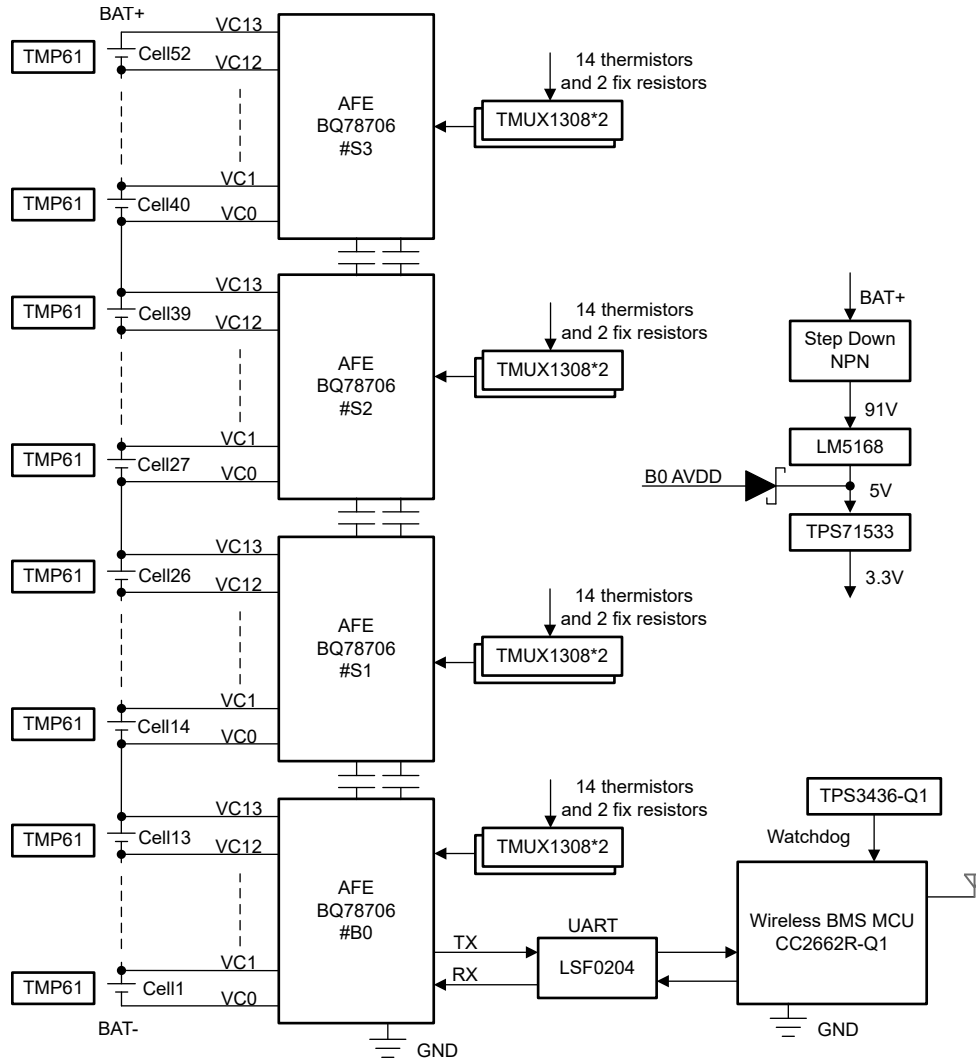 BAT+
VC13
TMP61
Cell52
VC12
AFE
BQ78706
#S3
14 thermistors
and 2 fix resistors
TMUX1308*2
VC1
TMP61
Cell40
VC0
VC13
TMP61
Cell39
VC12
AFE
BQ78706
#S2
14 thermistors
and 2 fix resistors
TMUX1308*2
VC1
TMP61
Cell27
VC0
BAT+
Step Down
NPN
91V
LM5168
B0 AVDD
5V
TPS71533
3.3V
VC13
TMP61
Cell26
VC12
AFE
BQ78706
#S1
14 thermistors
and 2 fix resistors
TMUX1308*2
VC1
TMP61
Cell14
VC0
VC13
TMP61
Cell13
VC12
AFE
BQ78706
#B0
14 thermistors
and 2 fix resistors
TMUX1308*2
VC1
TMP61
Cell1
VC0
BAT-
GND
TX
RX
UART
LSF0204
TPS3436-Q1
Watchdog
Wireless BMS MCU
CC2662R-Q1
GND